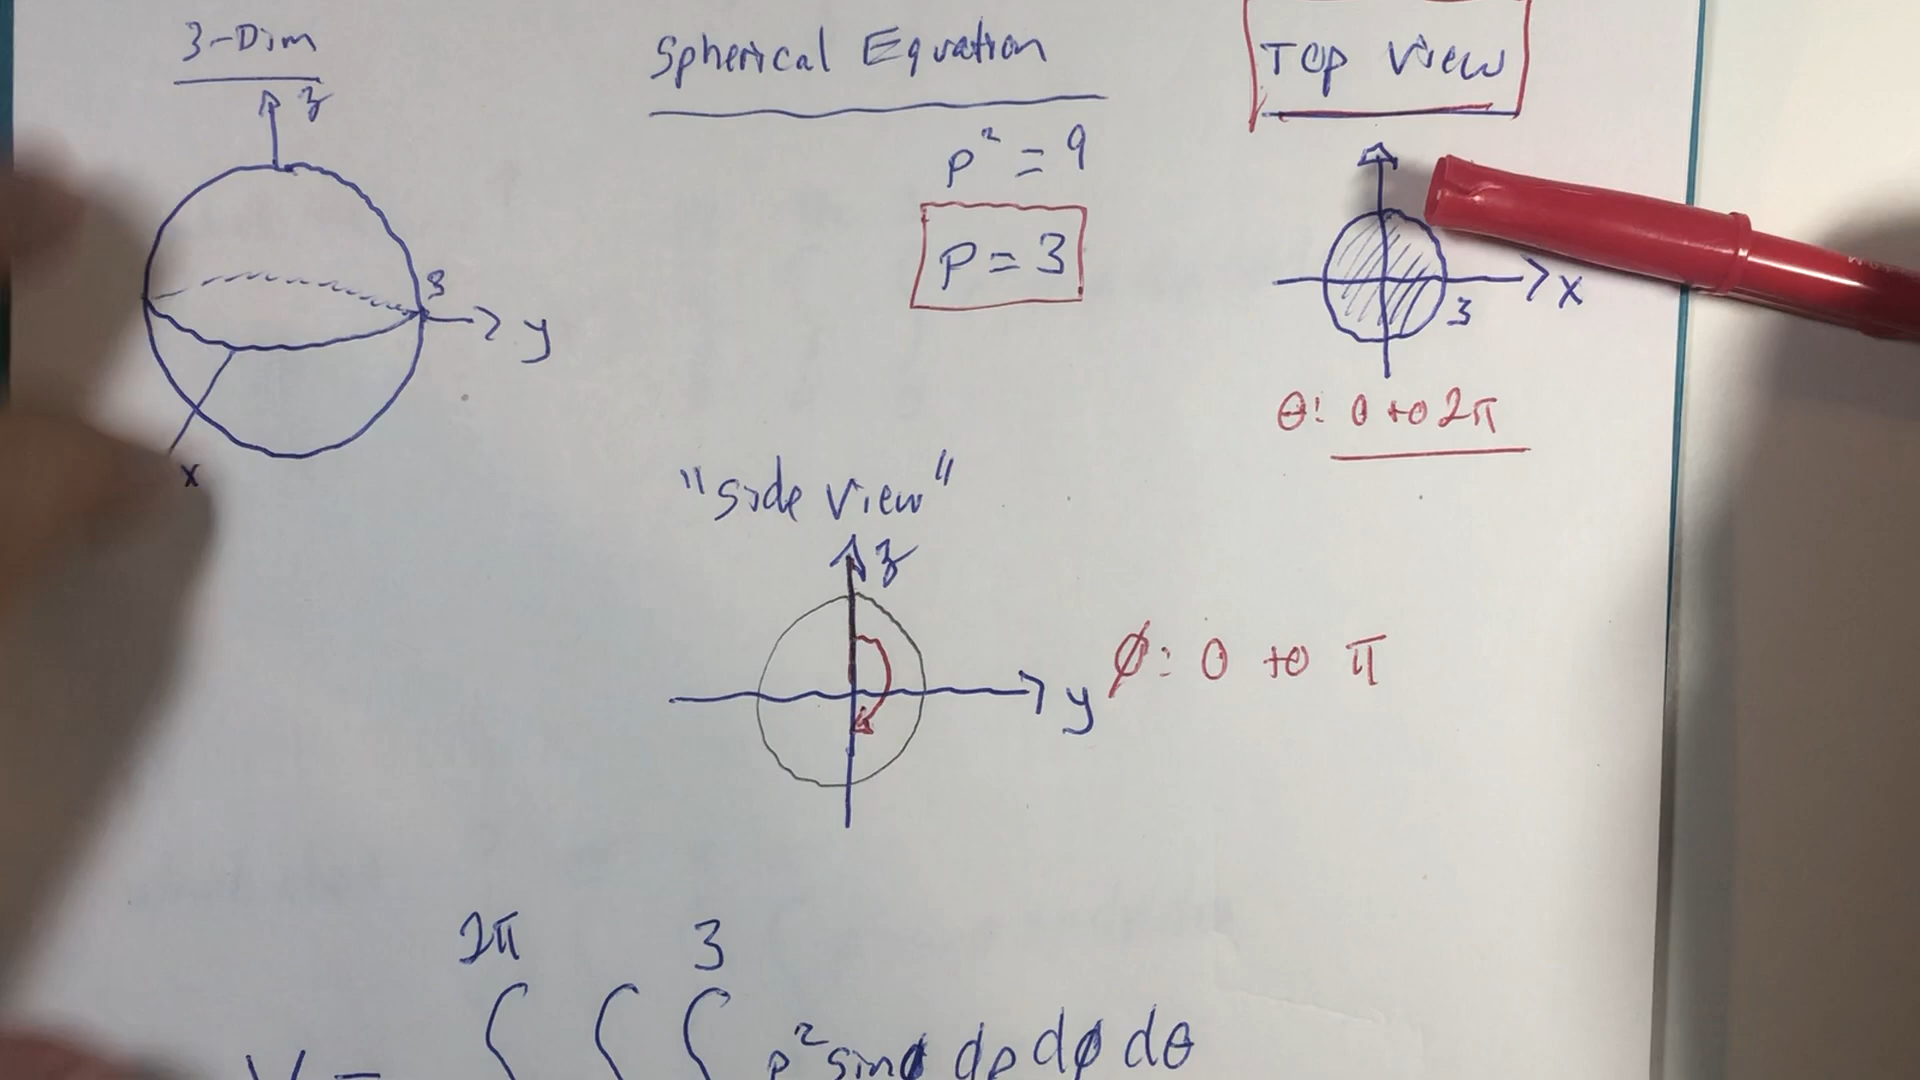 3-Dim
z
3
y
x
Spherical Equation
ρ² = 9
ρ = 3
Top View
x
3
θ: 0 to 2π
"side view"
z
y
φ: 0 to π
2π 3
V = ∫ ∫ ∫ ρ² sinφ dρ dφ dθ